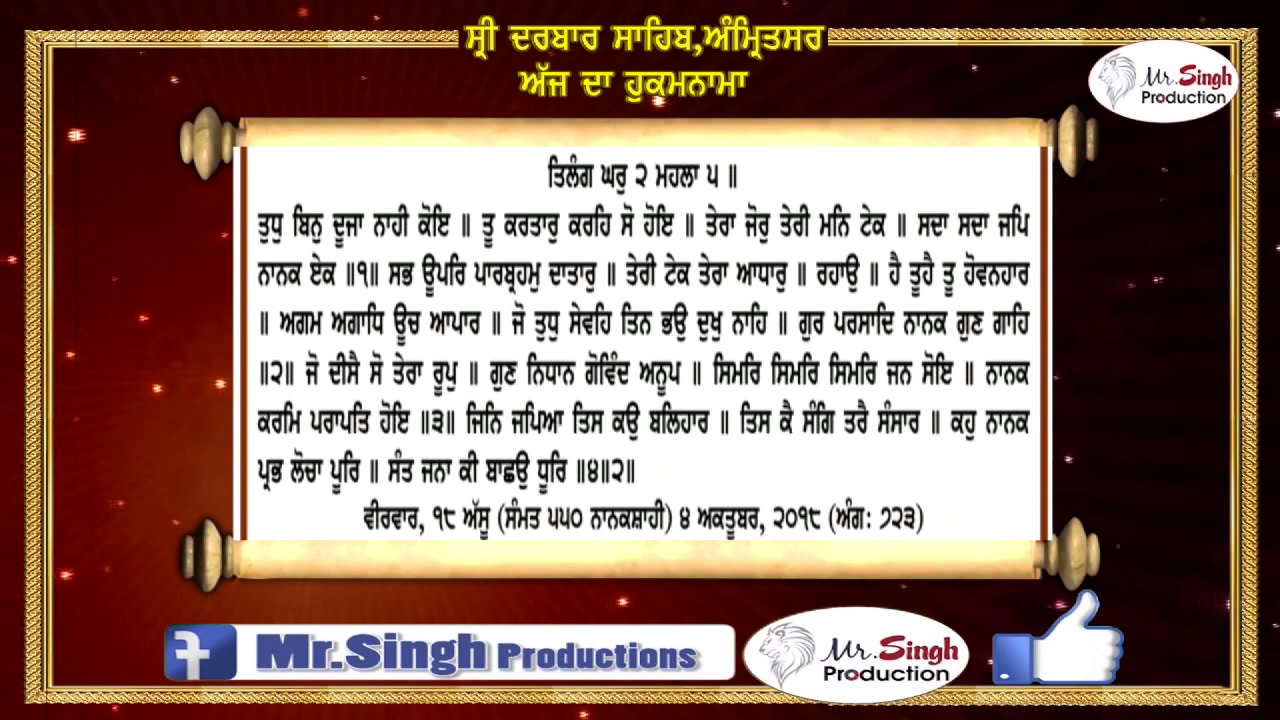 ਸ੍ਰੀ ਦਰਬਾਰ ਸਾਹਿਬ,ਅੰਮ੍ਰਿਤਸਰ
ਅੱਜ ਦਾ ਹੁਕਮਨਾਮਾ
Mr.Singh
Production
ਤਿਲੰਗ ਘਰੁ ੨ ਮਹਲਾ ੫ ॥
ਤੁਧੁ ਬਿਨੁ ਦੂਜਾ ਨਾਹੀ ਕੋਇ ॥ ਤੂ ਕਰਤਾਰੁ ਕਰਹਿ ਸੋ ਹੋਇ ॥ ਤੇਰਾ ਜੋਰੁ ਤੇਰੀ ਮਨਿ ਟੇਕ ॥ ਸਦਾ ਸਦਾ ਜਪਿ
ਨਾਨਕ ਏਕ ॥੧॥ ਸਭ ਊਪਰਿ ਪਾਰਬ੍ਰਹਮੁ ਦਾਤਾਰੁ ॥ ਤੇਰੀ ਟੇਕ ਤੇਰਾ ਆਧਾਰੁ ॥ ਰਹਾਉ ॥ ਹੈ ਤੂਹੈ ਤੂ ਹੋਵਨਹਾਰ
॥ ਅਗਮ ਅਗਾਧਿ ਊਚ ਆਪਾਰ ॥ ਜੋ ਤੁਧੁ ਸੇਵਹਿ ਤਿਨ ਭਉ ਦੁਖੁ ਨਾਹਿ ॥ ਗੁਰ ਪਰਸਾਦਿ ਨਾਨਕ ਗੁਣ ਗਾਹਿ
॥੨॥ ਜੋ ਦੀਸੈ ਸੋ ਤੇਰਾ ਰੂਪੁ ॥ ਗੁਣ ਨਿਧਾਨ ਗੋਵਿੰਦ ਅਨੂਪ ॥ ਸਿਮਰਿ ਸਿਮਰਿ ਸਿਮਰਿ ਜਨ ਸੋਇ ॥ ਨਾਨਕ
ਕਰਮਿ ਪਰਾਪਤਿ ਹੋਇ ॥੩॥ ਜਿਨਿ ਜਪਿਆ ਤਿਸ ਕਉ ਬਲਿਹਾਰ ॥ ਤਿਸ ਕੈ ਸੰਗਿ ਤਰੈ ਸੰਸਾਰ ॥ ਕਹੁ ਨਾਨਕ
ਪ੍ਰਭ ਲੋਚਾ ਪੂਰਿ ॥ ਸੰਤ ਜਨਾ ਕੀ ਬਾਛਉ ਧੂਰਿ ॥੪॥੨॥
ਵੀਰਵਾਰ, ੧੮ ਅੱਸੂ (ਸੰਮਤ ੫੫੦ ਨਾਨਕਸ਼ਾਹੀ) ੪ ਅਕਤੂਬਰ, ੨੦੧੮ (ਅੰਗ: ੭੨੩)
Mr.Singh Productions
Mr.Singh
Production